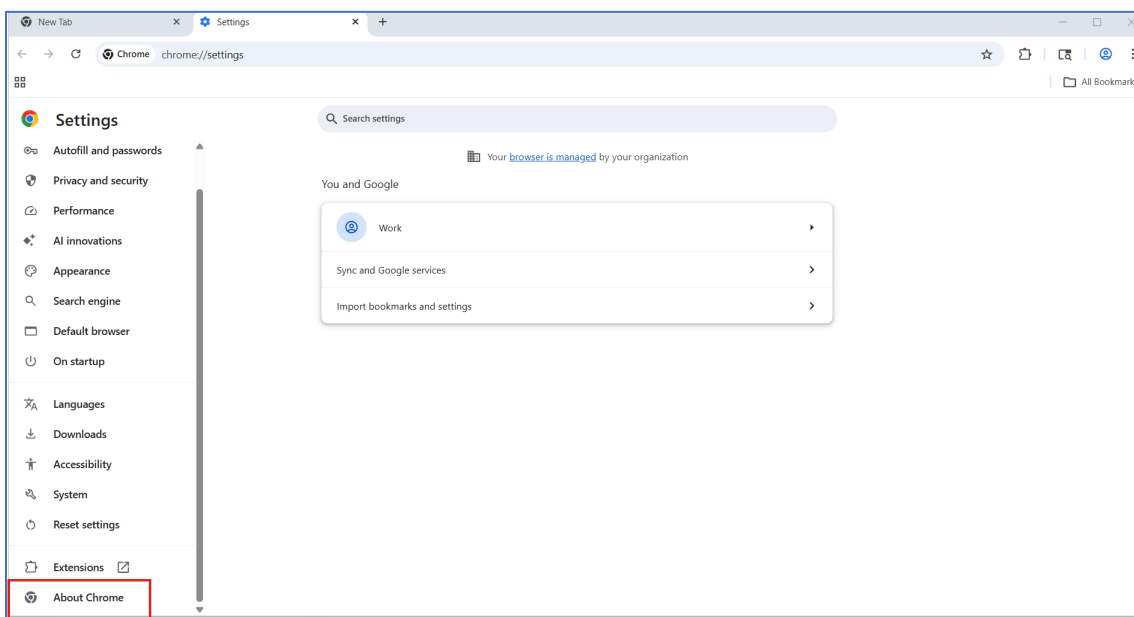 New Tab
Settings
Chrome chrome://settings
All Bookmark
Settings
Search settings
Autofill and passwords
Privacy and security
Performance
AI innovations
Appearance
Search engine
Default browser
On startup
Languages
Downloads
Accessibility
System
Reset settings
Extensions
About Chrome
Your browser is managed by your organization
You and Google
Work
Sync and Google services
Import bookmarks and settings